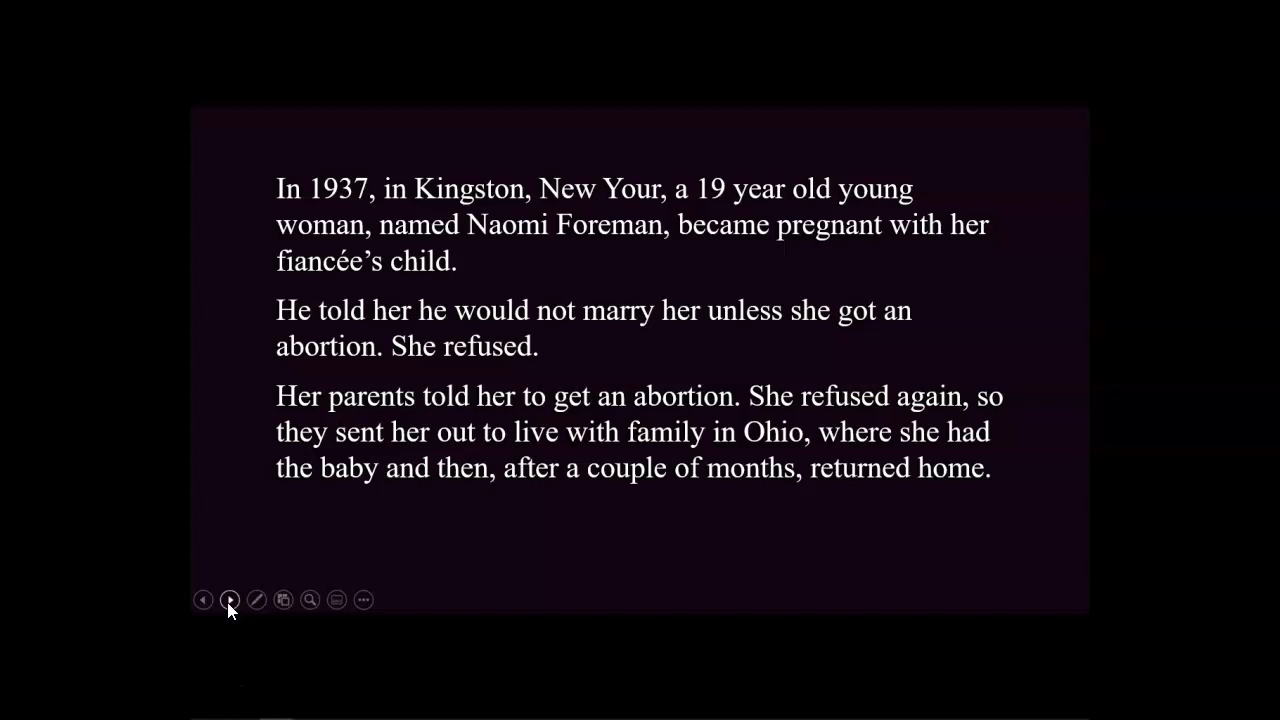 In 1937, in Kingston, New Your, a 19 year old young
woman, named Naomi Foreman, became pregnant with her
fiancée’s child.
He told her he would not marry her unless she got an
abortion. She refused.
Her parents told her to get an abortion. She refused again, so
they sent her out to live with family in Ohio, where she had
the baby and then, after a couple of months, returned home.